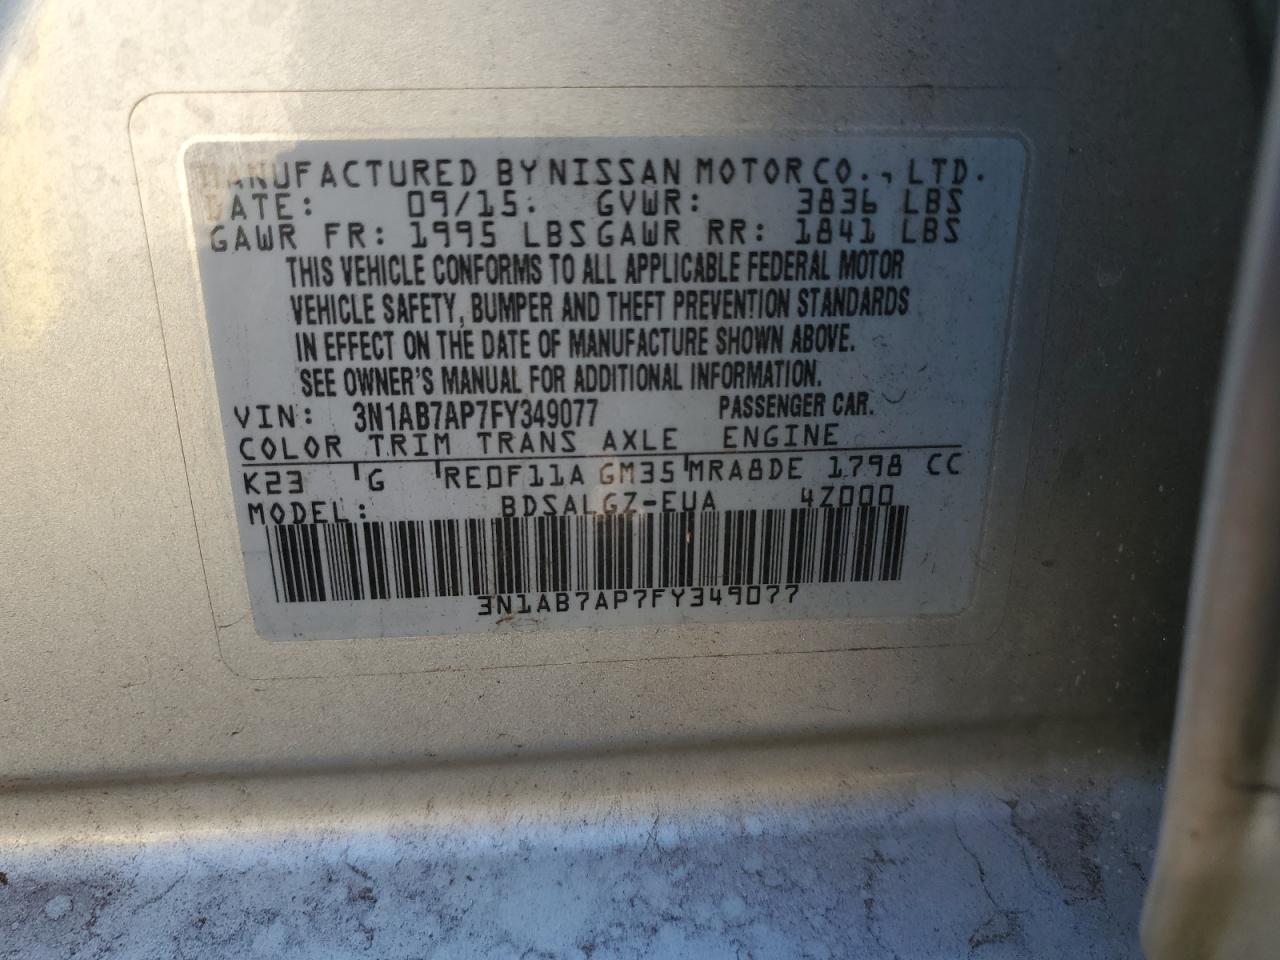 MANUFACTURED BY NISSAN MOTOR CO., LTD.
DATE: 09/15. GVWR: 3836 LBS
GAWR FR: 1995 LBS GAWR RR: 1841 LBS
THIS VEHICLE CONFORMS TO ALL APPLICABLE FEDERAL MOTOR
VEHICLE SAFETY, BUMPER AND THEFT PREVENTION STANDARDS
IN EFFECT ON THE DATE OF MANUFACTURE SHOWN ABOVE.
SEE OWNER'S MANUAL FOR ADDITIONAL INFORMATION.
VIN: 3N1AB7AP7FY349077 PASSENGER CAR.
COLOR TRIM TRANS AXLE ENGINE
K23 G RE0F11A GM35 MRA8DE 1798 CC
MODEL: BDSALGZ-EUA 4Z000
3N1AB7AP7FY349077